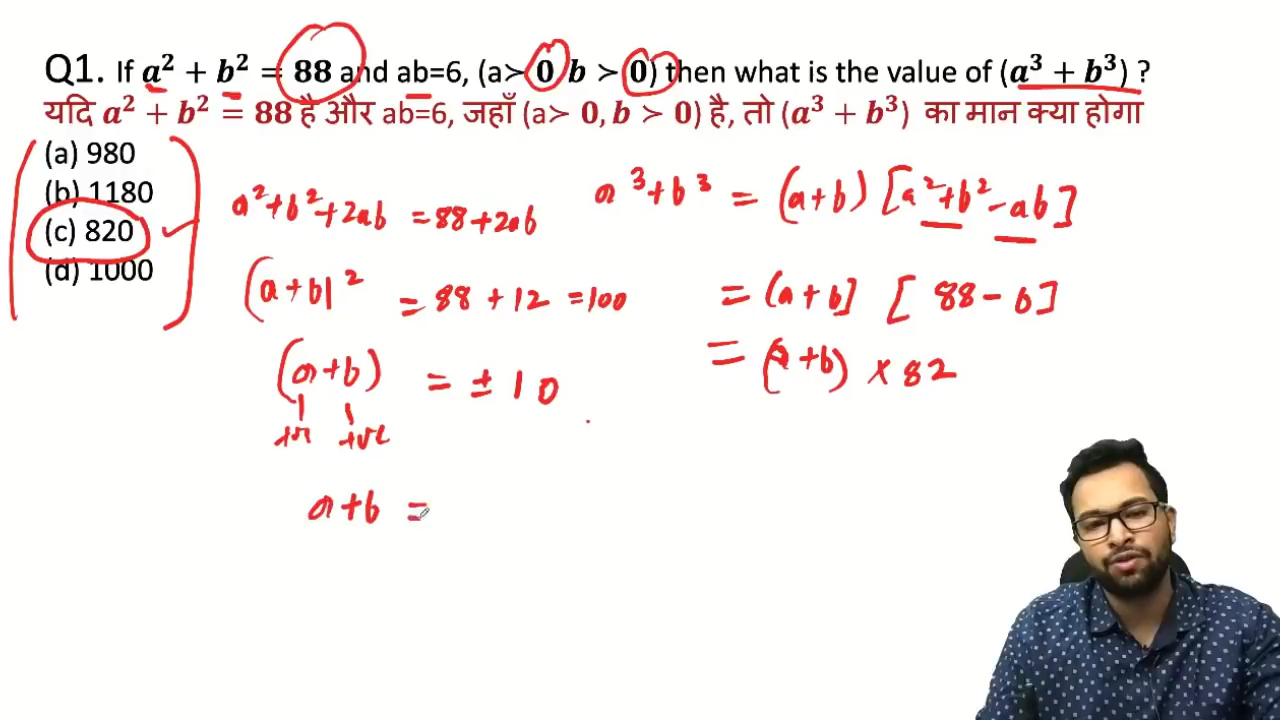 Q1. If a² + b² = 88 and ab=6, (a≻ 0 b ≻ 0) then what is the value of (a³ + b³) ?
यदि a² + b² = 88 है और ab=6, जहाँ (a≻ 0, b ≻ 0) है, तो (a³ + b³) का मान क्या होगा
(a) 980
(b) 1180
(c) 820
(d) 1000
a²+b²+2ab = 88+2ab
(a+b)² = 88+12 =100
(a+b) = ±10
+ve +ve
a+b =
a³+b³ = (a+b) [a²+b²-ab]
= (a+b] [88-6]
= (a+b) × 82